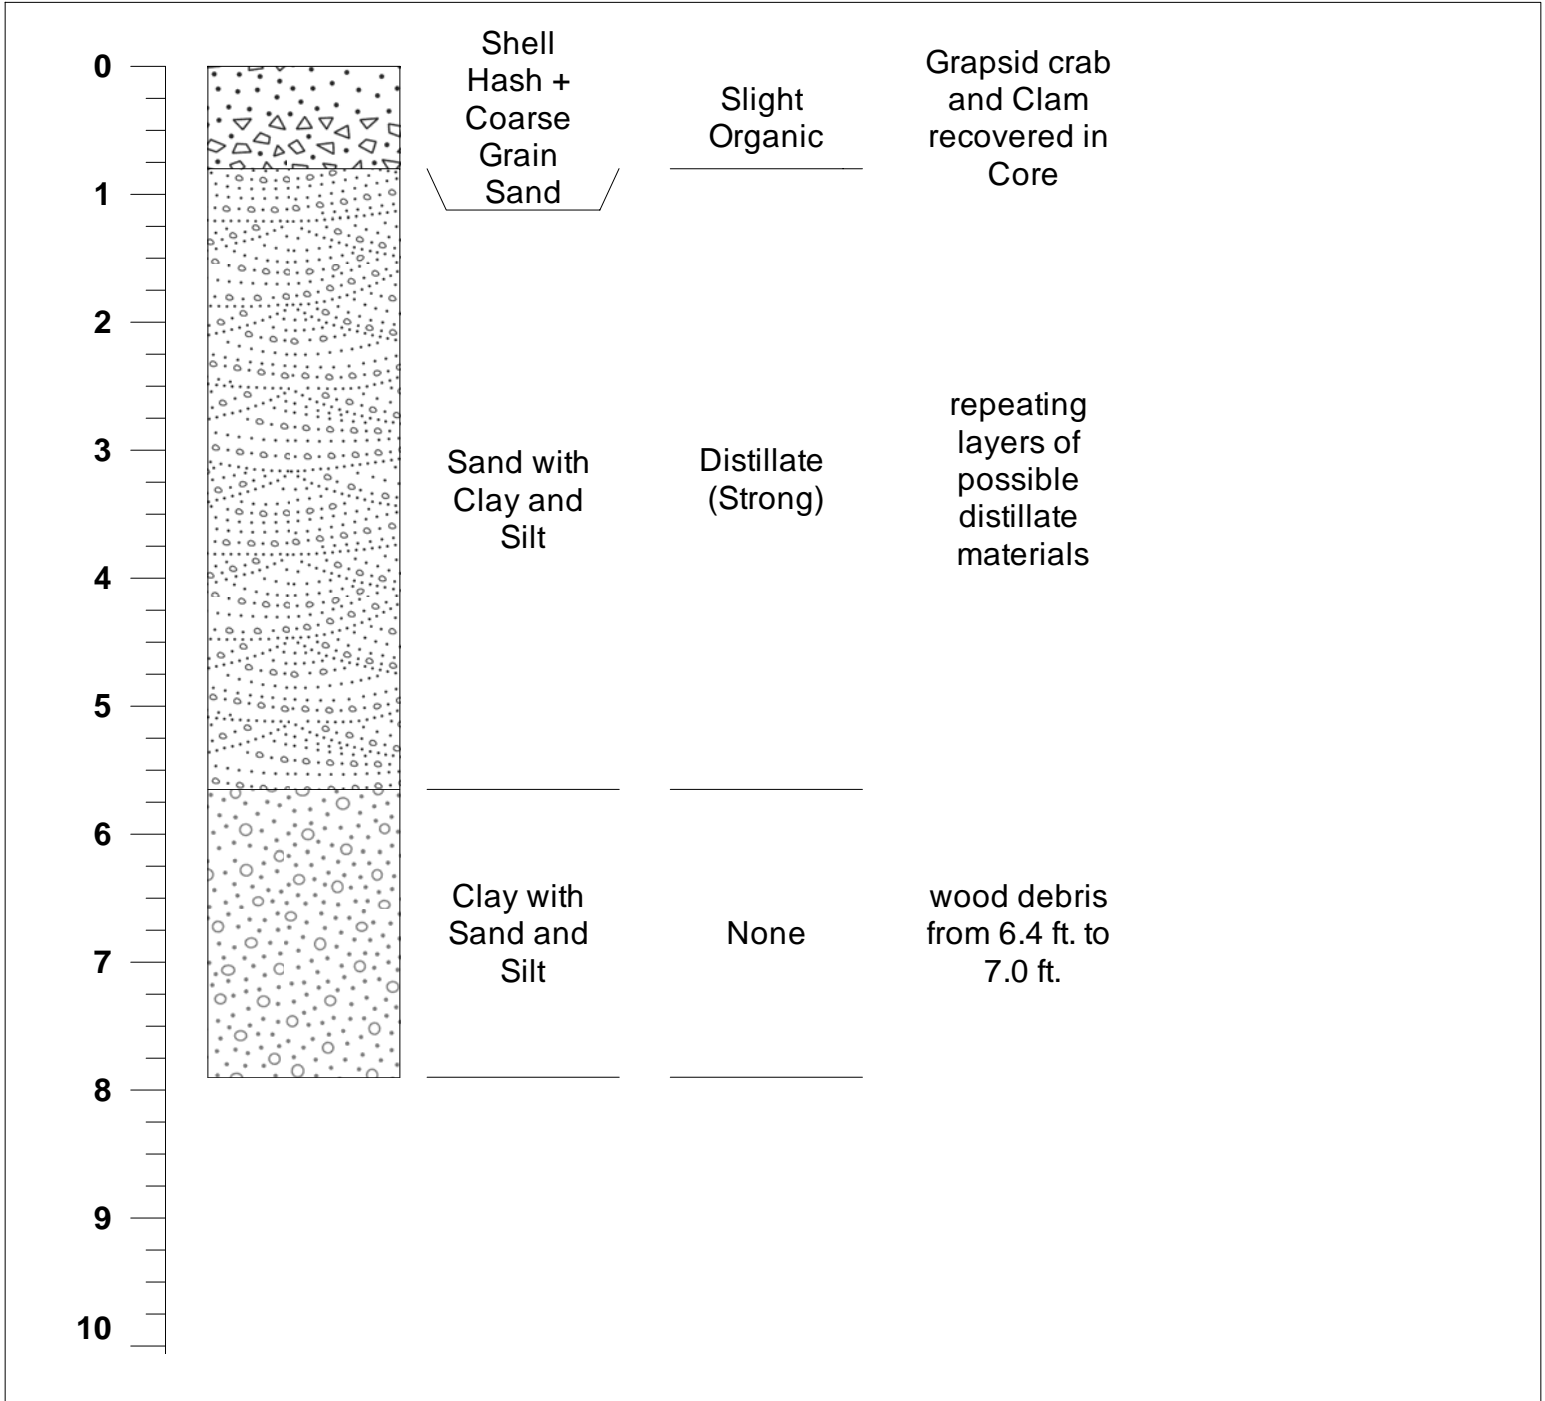 0
1
2
3
4
5
6
7
8
9
10
Shell
Hash +
Coarse
Grain
Sand
Slight
Organic
Grapsid crab
and Clam
recovered in
Core
Sand with
Clay and
Silt
Distillate
(Strong)
repeating
layers of
possible
distillate
materials
Clay with
Sand and
Silt
None
wood debris
from 6.4 ft. to
7.0 ft.